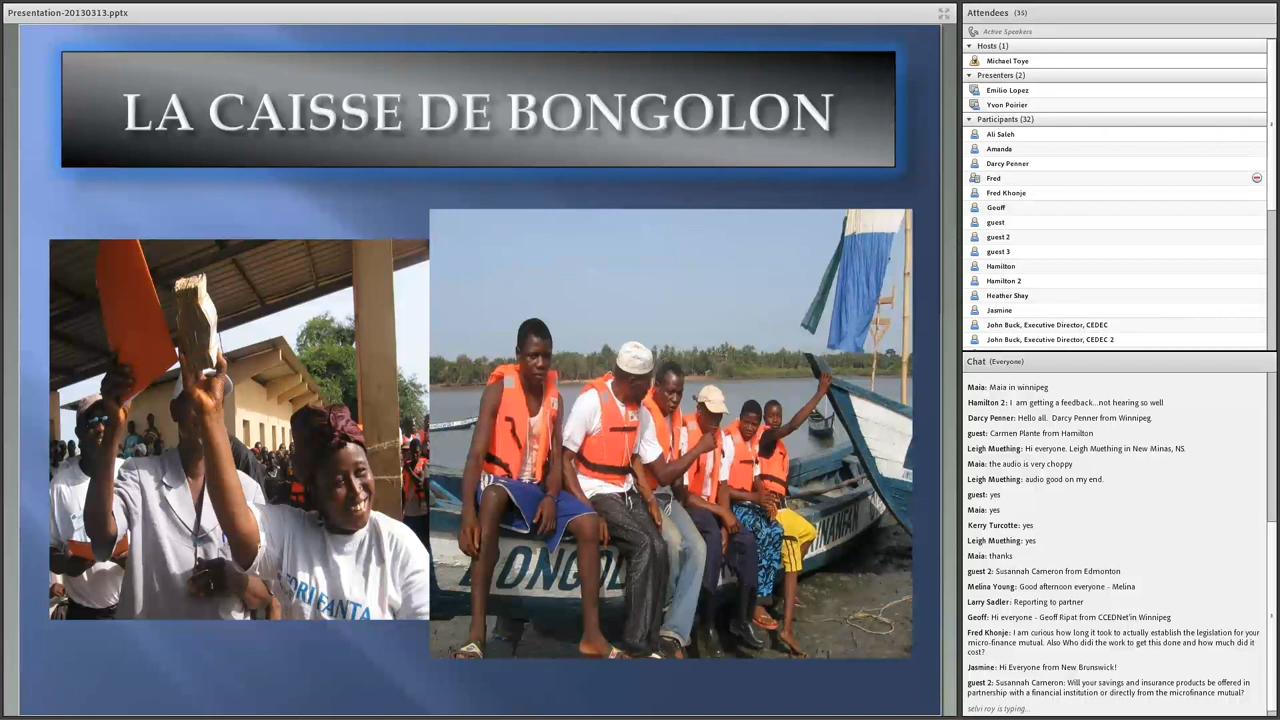 Presentation-20130313.pptx
LA CAISSE DE BONGOLON
BONGOL
Attendees (35)
Active Speakers
Hosts (1)
Michael Toye
Presenters (2)
Emilio Lopez
Yvon Poirier
Participants (32)
Ali Saleh
Amanda
Darcy Penner
Fred
Fred Khonje
Geoff
guest
guest 2
guest 3
Hamilton
Hamilton 2
Heather Shay
Jasmine
John Buck, Executive Director, CEDEC
John Buck, Executive Director, CEDEC 2
Chat (Everyone)
Maia: Maia in winnipeg
Hamilton 2: I am getting a feedback...not hearing so well
Darcy Penner: Hello all. Darcy Penner from Winnipeg.
guest: Carmen Plante from Hamilton
Leigh Muething: Hi everyone. Leigh Muething in New Minas, NS.
Maia: the audio is very choppy
Leigh Muething: audio good on my end.
guest: yes
Maia: yes
Kerry Turcotte: yes
Leigh Muething: yes
Maia: thanks
guest 2: Susannah Cameron from Edmonton
Melina Young: Good afternoon everyone - Melina
Larry Sadler: Reporting to partner
Geoff: Hi everyone - Geoff Ripat from CCEDNet'in Winnipeg
Fred Khonje: I am curious how long it took to actually establish the legislation for your
micro-finance mutual. Also Who didi the work to get this done and how much did it
cost?
Jasmine: Hi Everyone from New Brunswick!
guest 2: Susannah Cameron: Will your savings and insurance products be offered in
partnership with a financial institution or directly from the microfinance mutual?
selvi roy is typing...